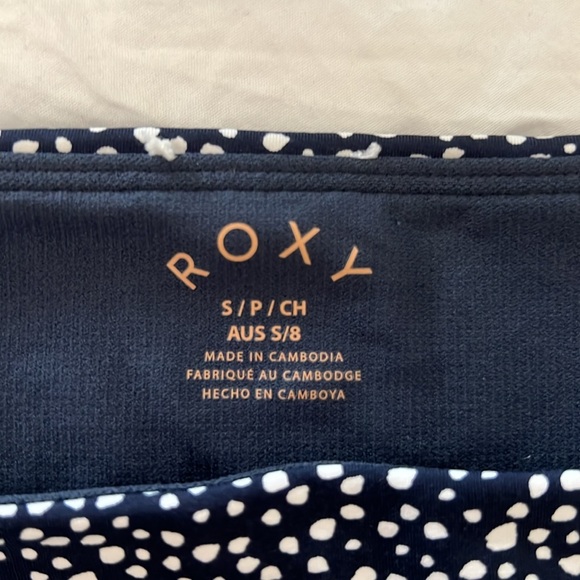 ROXY
S / P / CH
AUS S/8
MADE IN CAMBODIA
FABRIQUÉ AU CAMBODGE
HECHO EN CAMBOYA